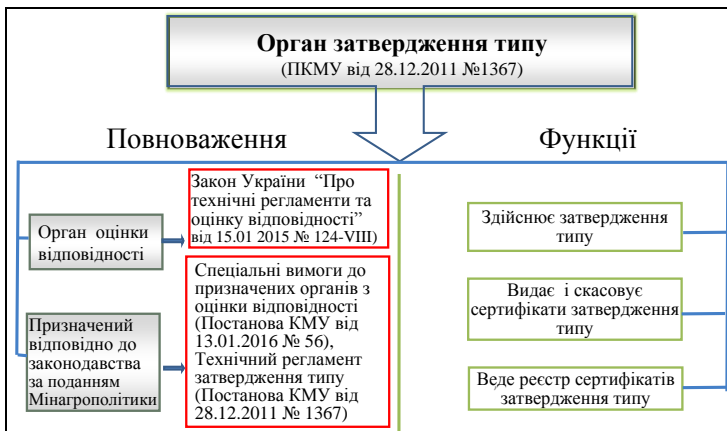 Орган затвердження типу
(ПКМУ від 28.12.2011 №1367)
Повноваження
Функції
Орган оцінки
відповідності
Закон України “Про
технічні регламенти та
оцінку відповідності”
від 15.01 2015 № 124-VIII)
Призначений
відповідно до
законодавства
за поданням
Мінагрополітики
Спеціальні вимоги до
призначених органів з
оцінки відповідності
(Постанова КМУ від
13.01.2016 № 56),
Технічний регламент
затвердження типу
(Постанова КМУ від
28.12.2011 № 1367)
Здійснює затвердження
типу
Видає і скасовує
сертифікати затвердження
типу
Веде реєстр сертифікатів
затвердження типу